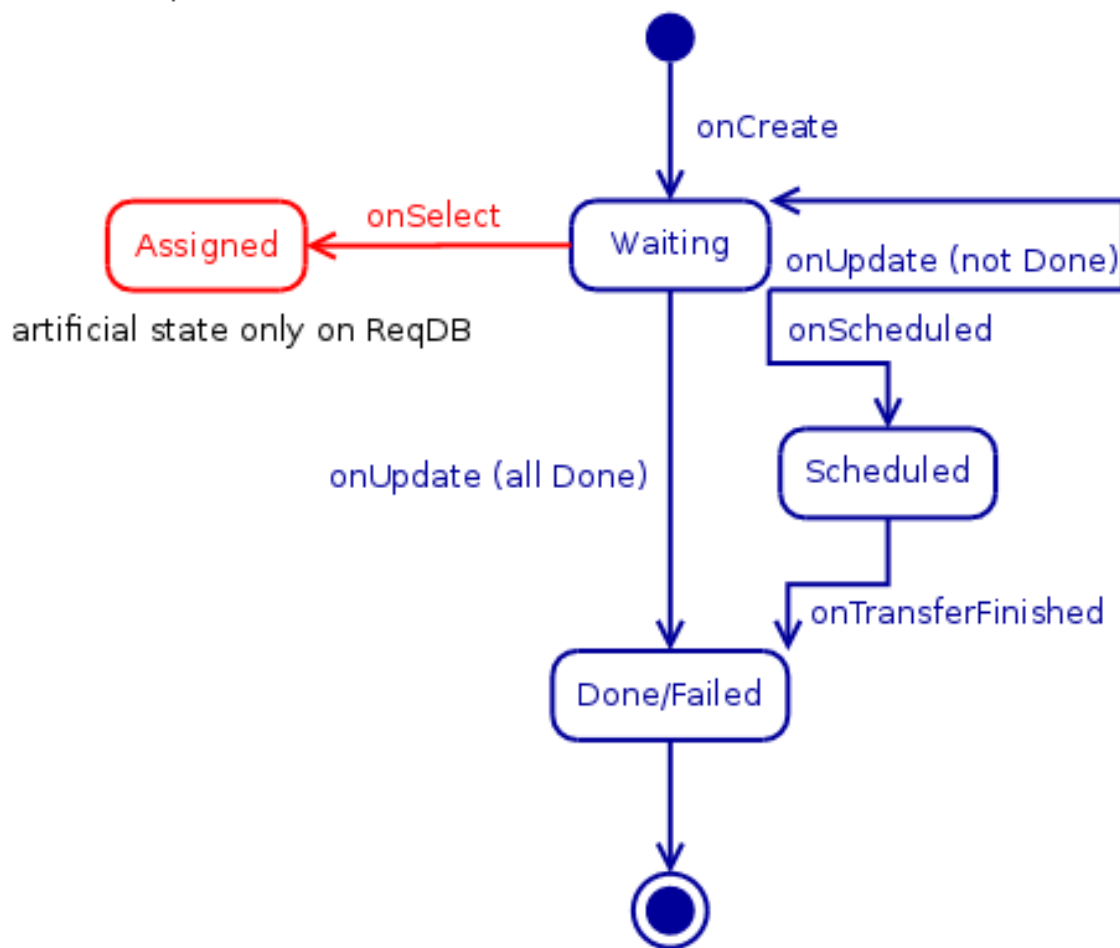 onCreate
onSelect
Assigned
Waiting
onUpdate (not Done)
artificial state only on ReqDB
onScheduled
onUpdate (all Done)
Scheduled
onTransferFinished
Done/Failed